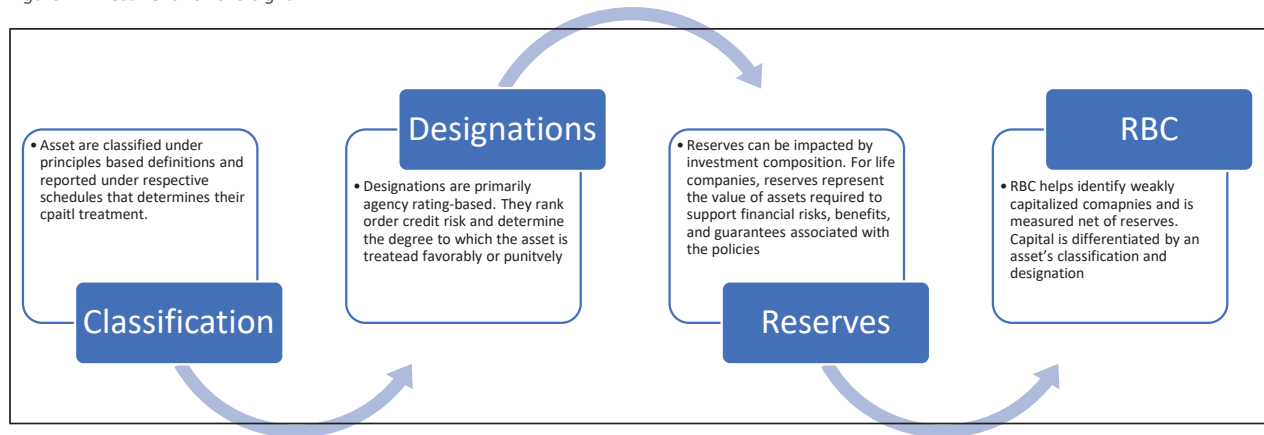 • Asset are classified under
principles based definitions and
reported under respective
schedules that determines their
cpaitl treatment.
Classification
Designations
• Designations are primarily
agency rating-based. They rank
order credit risk and determine
the degree to which the asset is
treatead favorably or punitvely
• Reserves can be impacted by
investment composition. For life
companies, reserves represent
the value of assets required to
support financial risks, benefits,
and guarantees associated with
the policies
Reserves
RBC
• RBC helps identify weakly
capitalized comapnies and is
measured net of reserves.
Capital is differentiated by an
asset's classification and
designation